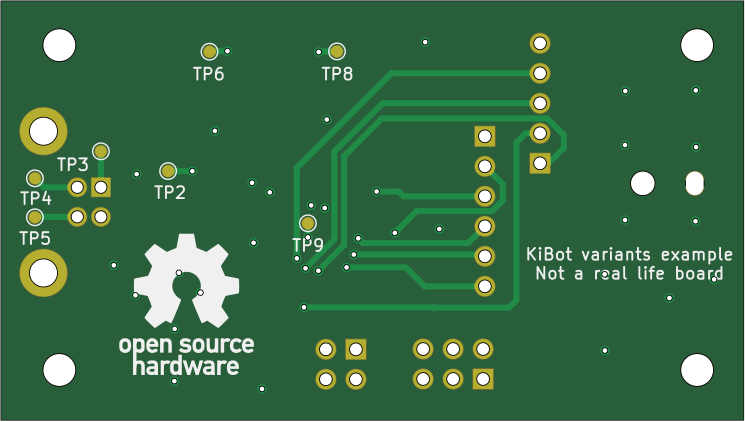 TP6
TP8
TP3
TP4
TP2
TP5
TP9
KiBot variants example
Not a real life board
open source
hardware